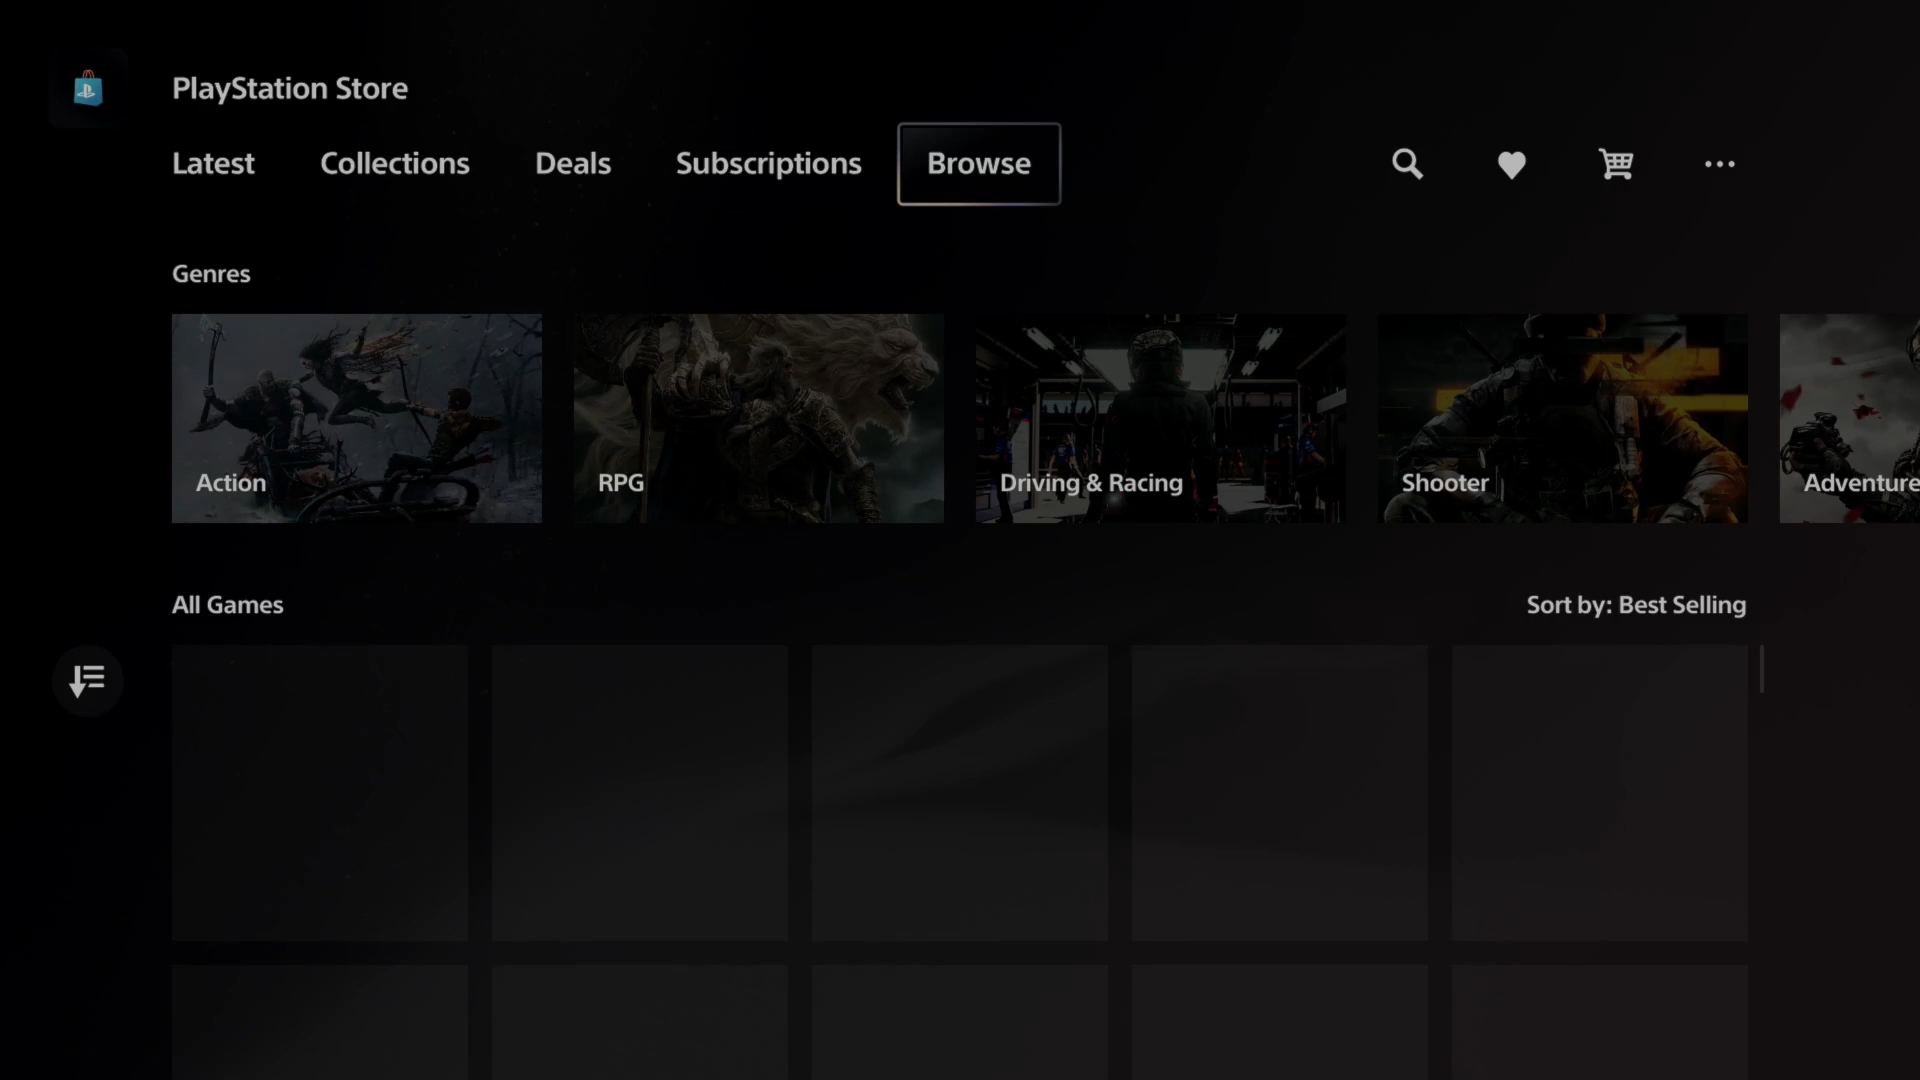 PlayStation Store
Latest
Collections
Deals
Subscriptions
Browse
Genres
Action
RPG
Driving & Racing
Shooter
Adventure
All Games
Sort by: Best Selling